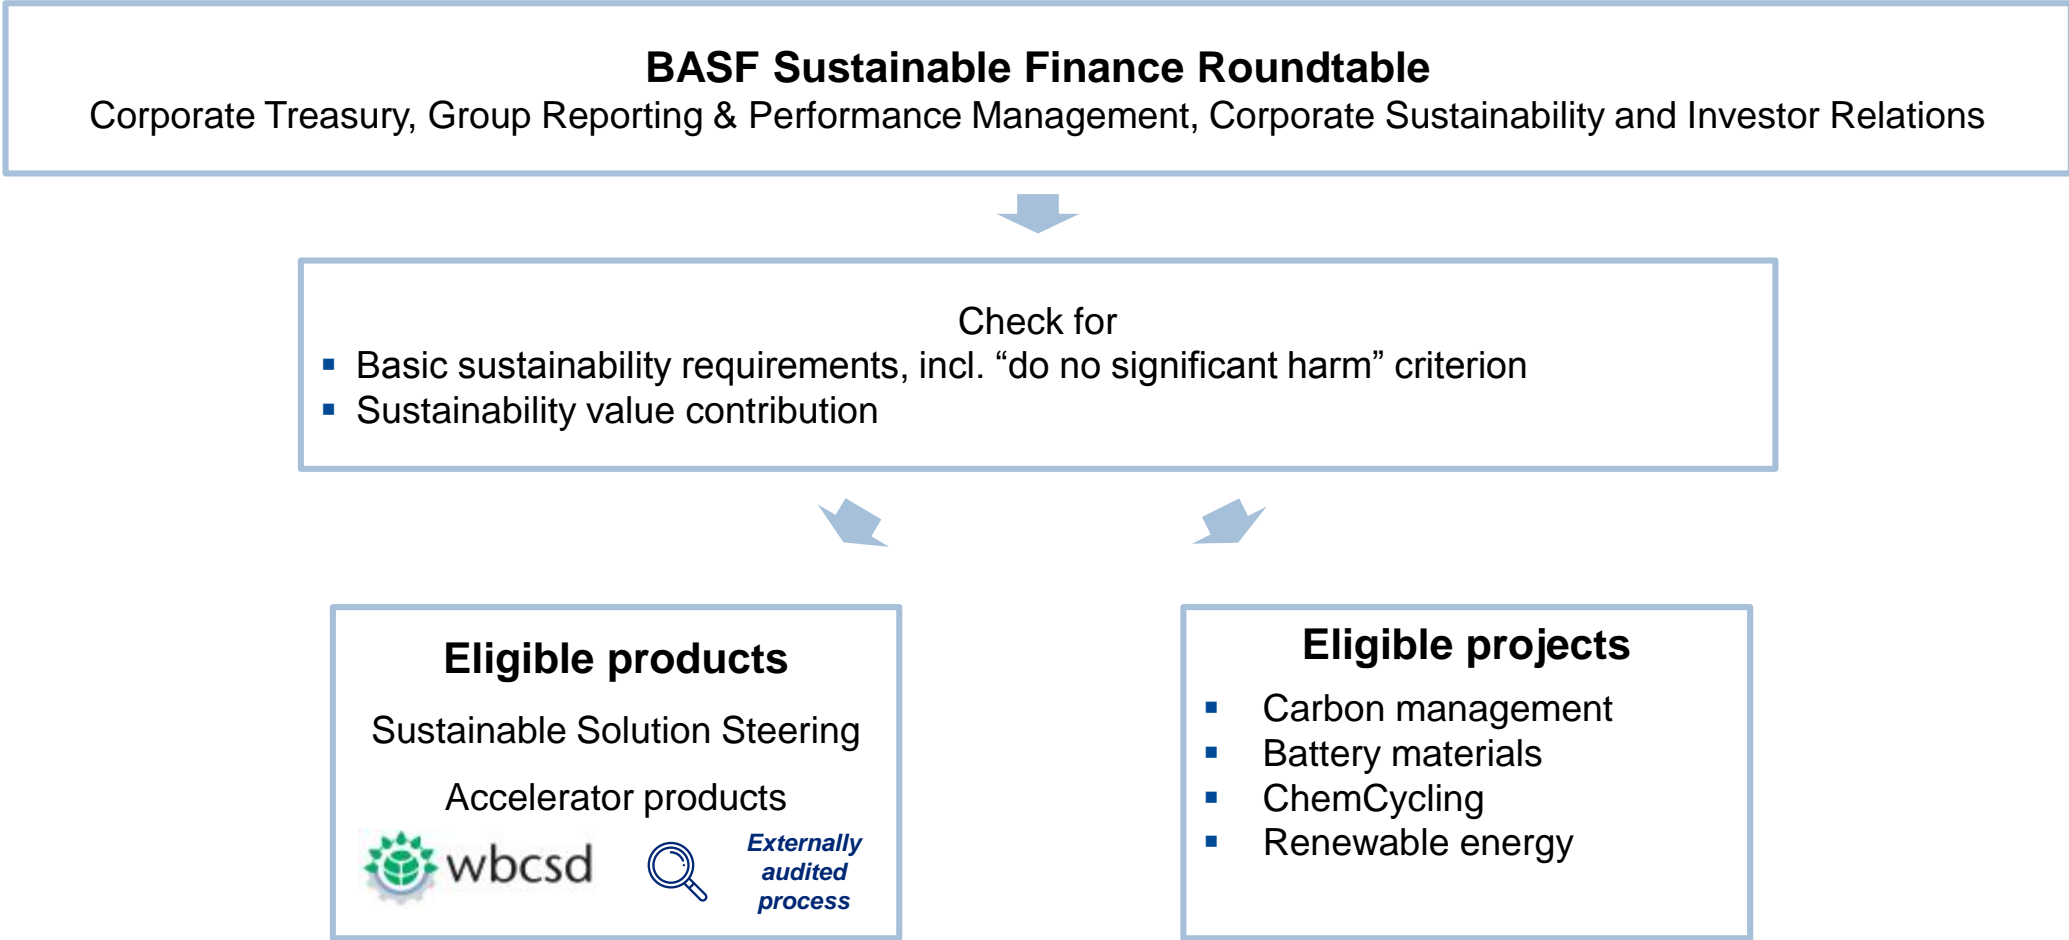 BASF Sustainable Finance Roundtable
Corporate Treasury, Group Reporting & Performance Management, Corporate Sustainability and Investor Relations
Check for
▪ Basic sustainability requirements, incl. “do no significant harm” criterion
▪ Sustainability value contribution
Eligible products
Sustainable Solution Steering
Accelerator products
wbcsd
Externally
audited
process
Eligible projects
▪ Carbon management
▪ Battery materials
▪ ChemCycling
▪ Renewable energy